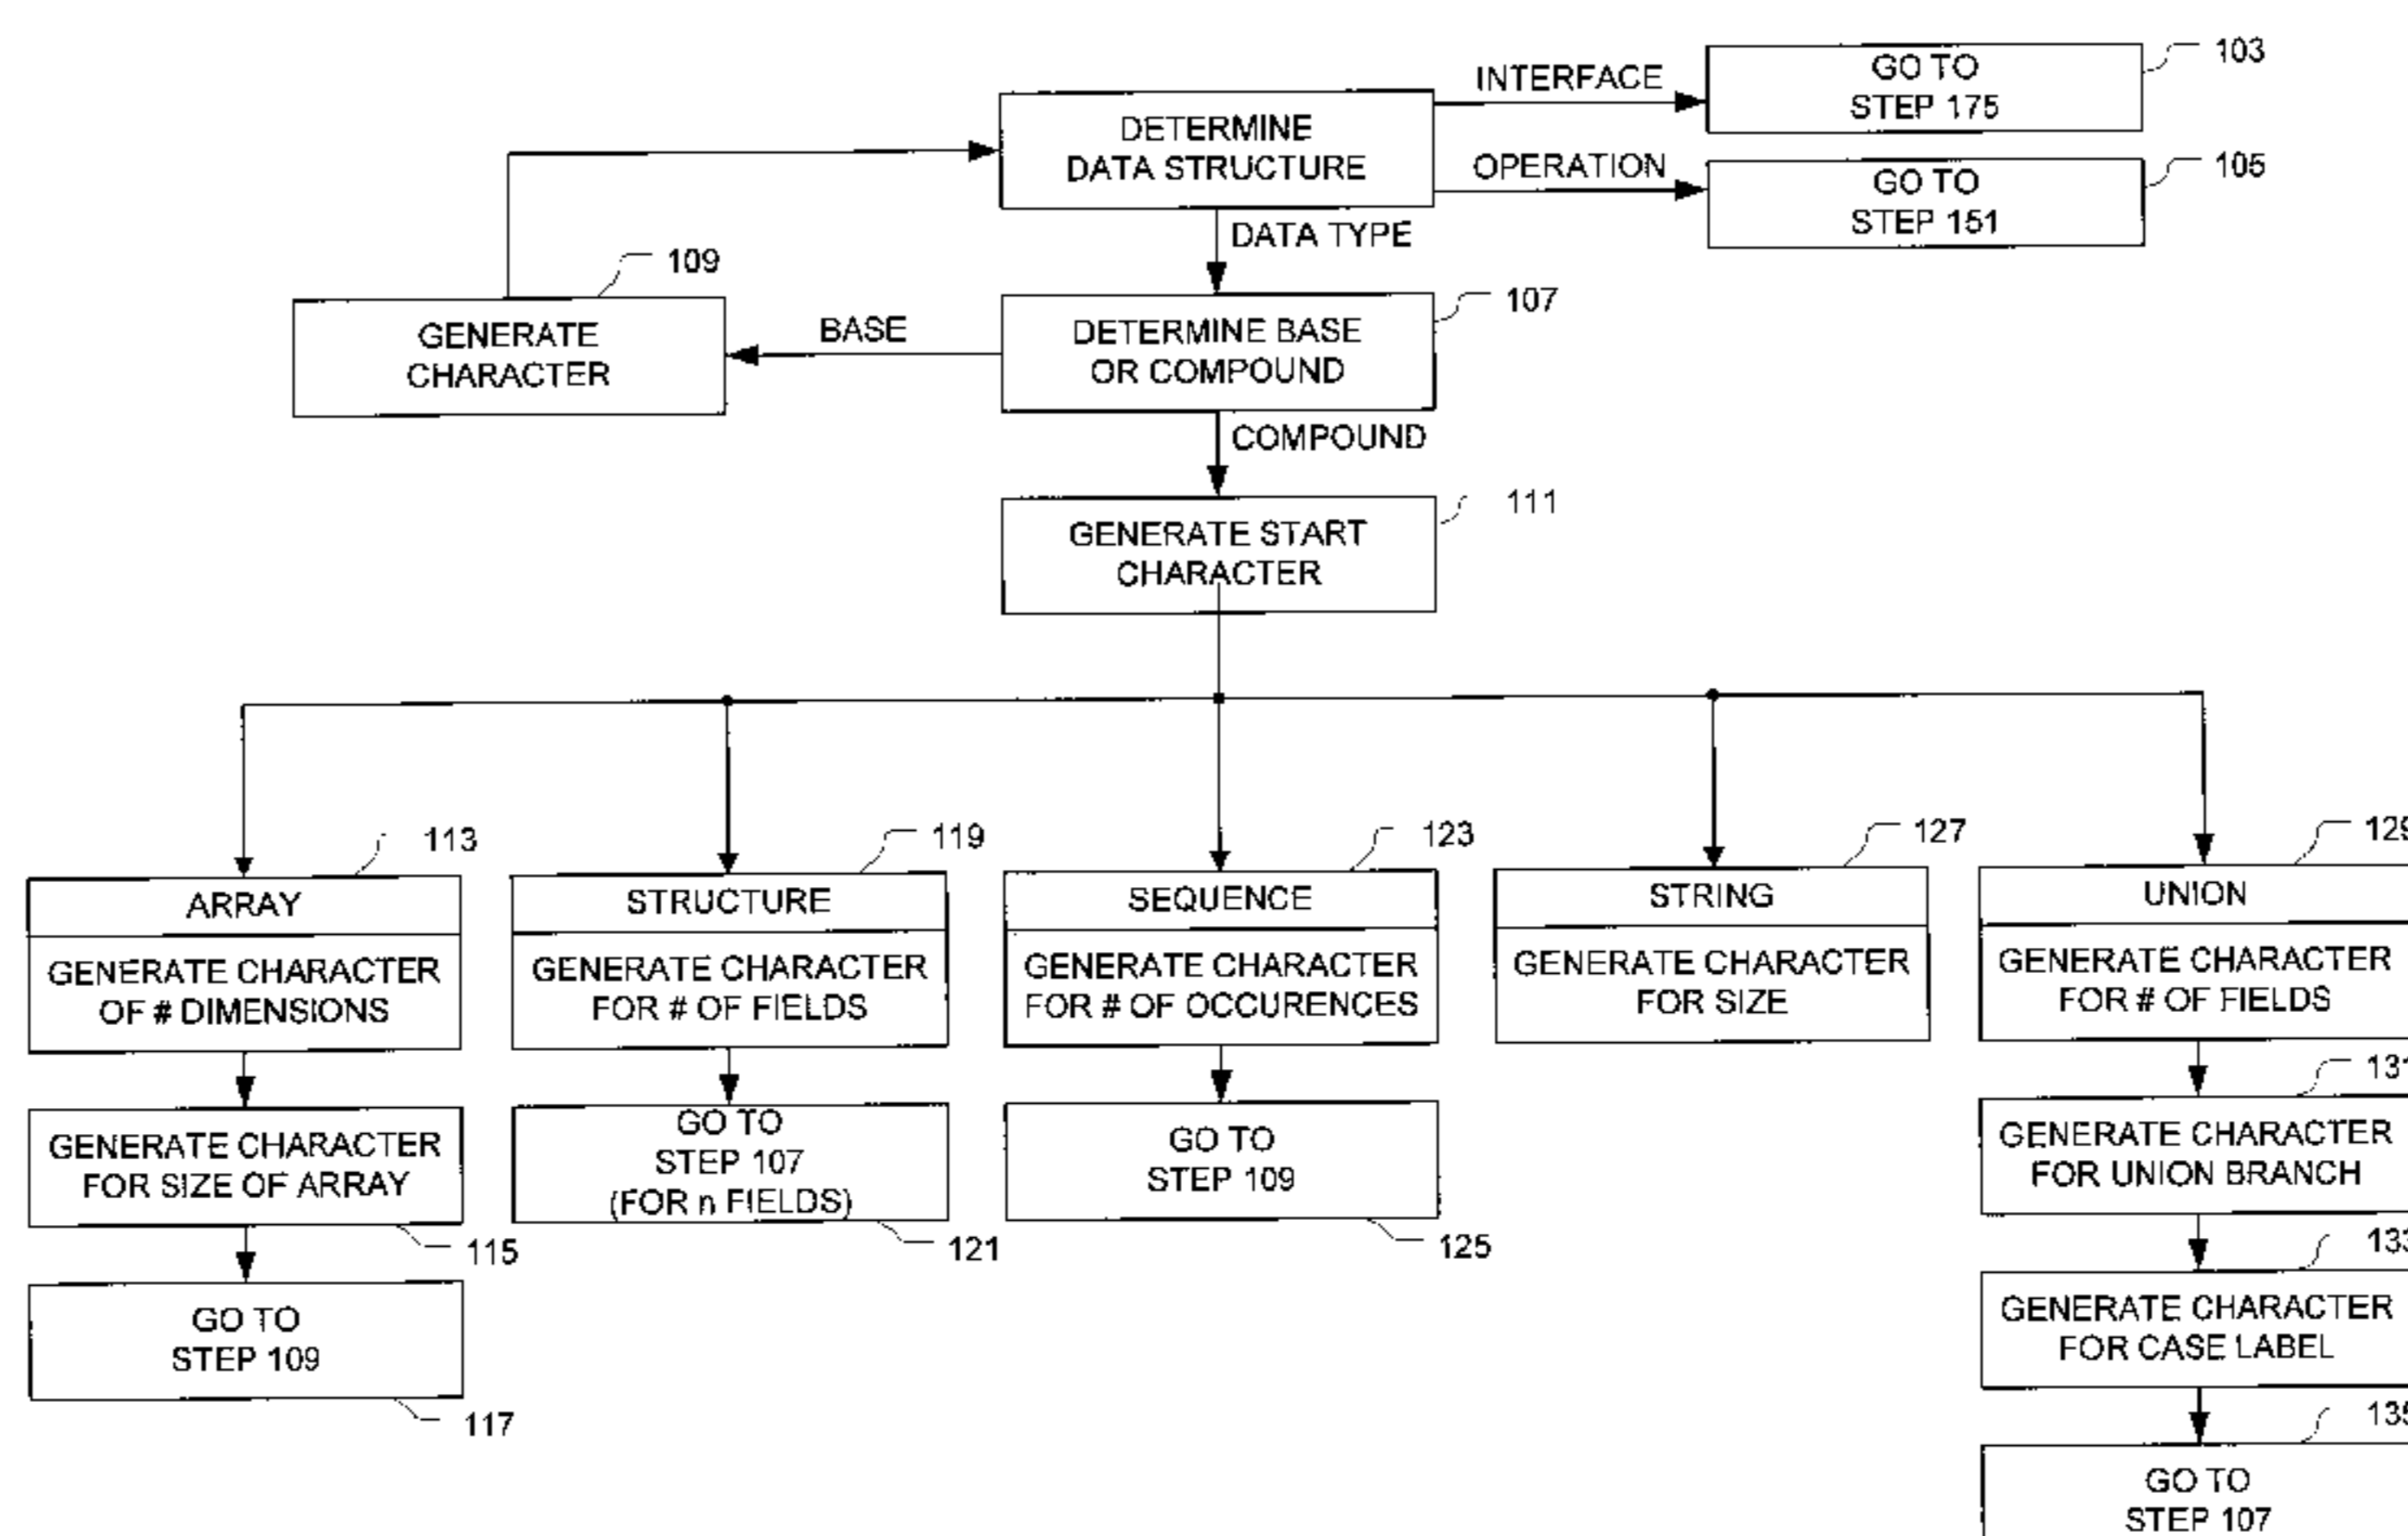 103
GO TO
STEP 175
INTERFACE
DETERMINE
DATA STRUCTURE
OPERATION
105
GO TO
STEP 151
DATA TYPE
109
GENERATE
CHARACTER
BASE
107
DETERMINE BASE
OR COMPOUND
COMPOUND
111
GENERATE START
CHARACTER
113
ARRAY
GENERATE CHARACTER
OF # DIMENSIONS
GENERATE CHARACTER
FOR SIZE OF ARRAY
115
GO TO
STEP 109
117
119
STRUCTURE
GENERATE CHARACTER
FOR # OF FIELDS
GO TO
STEP 107
(FOR n FIELDS)
121
123
SEQUENCE
GENERATE CHARACTER
FOR # OF OCCURENCES
GO TO
STEP 109
125
127
STRING
GENERATE CHARACTER
FOR SIZE
129
UNION
GENERATE CHARACTER
FOR # OF FIELDS
131
GENERATE CHARACTER
FOR UNION BRANCH
133
GENERATE CHARACTER
FOR CASE LABEL
135
GO TO
STEP 107